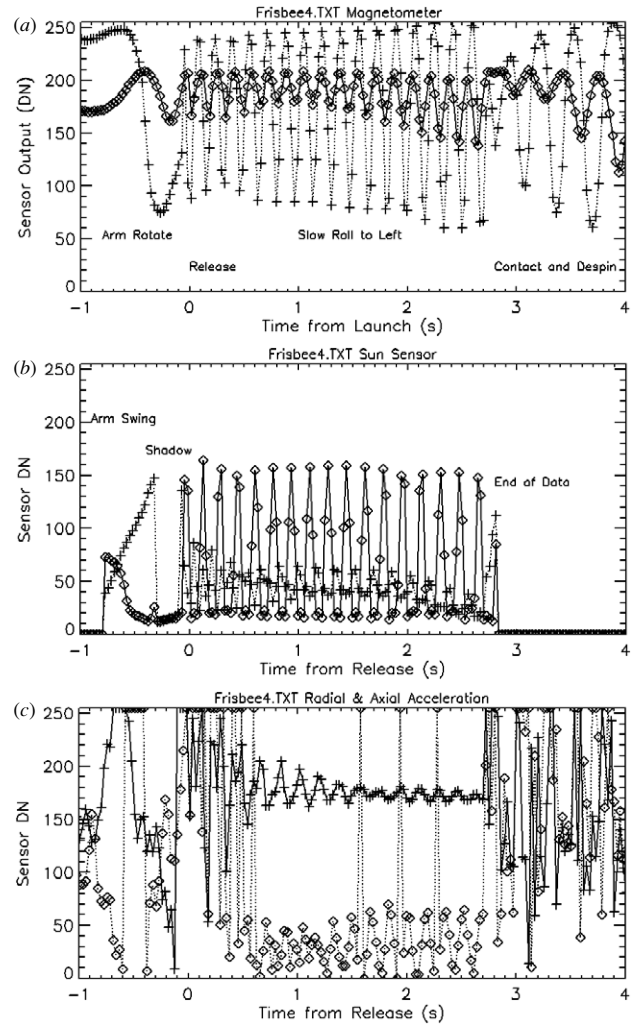 (a)
Frisbee4.TXT Magnetometer
Sensor Output (DN)
250
200
150
100
50
0
Arm Rotate
Release
Slow Roll to Left
Contact and Despin
-1 0 1 2 3 4
Time from Launch (s)
(b)
Frisbee4.TXT Sun Sensor
Sensor DN
250
200
150
100
50
0
Arm Swing
Shadow
End of Data
-1 0 1 2 3 4
Time from Release (s)
(c)
Frisbee4.TXT Radial & Axial Acceleration
Sensor DN
250
200
150
100
50
0
-1 0 1 2 3 4
Time from Release (s)